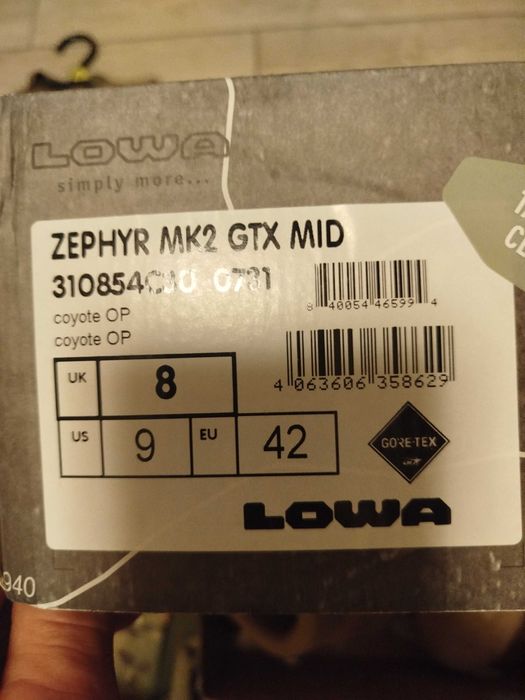 LOWA
simply more...
ZEPHYR MK2 GTX MID
coyote OP
coyote OP
8 40054 46599 4
4 063606 358629
UK 8
US 9 EU 42
GORE-TEX
LOWA
940